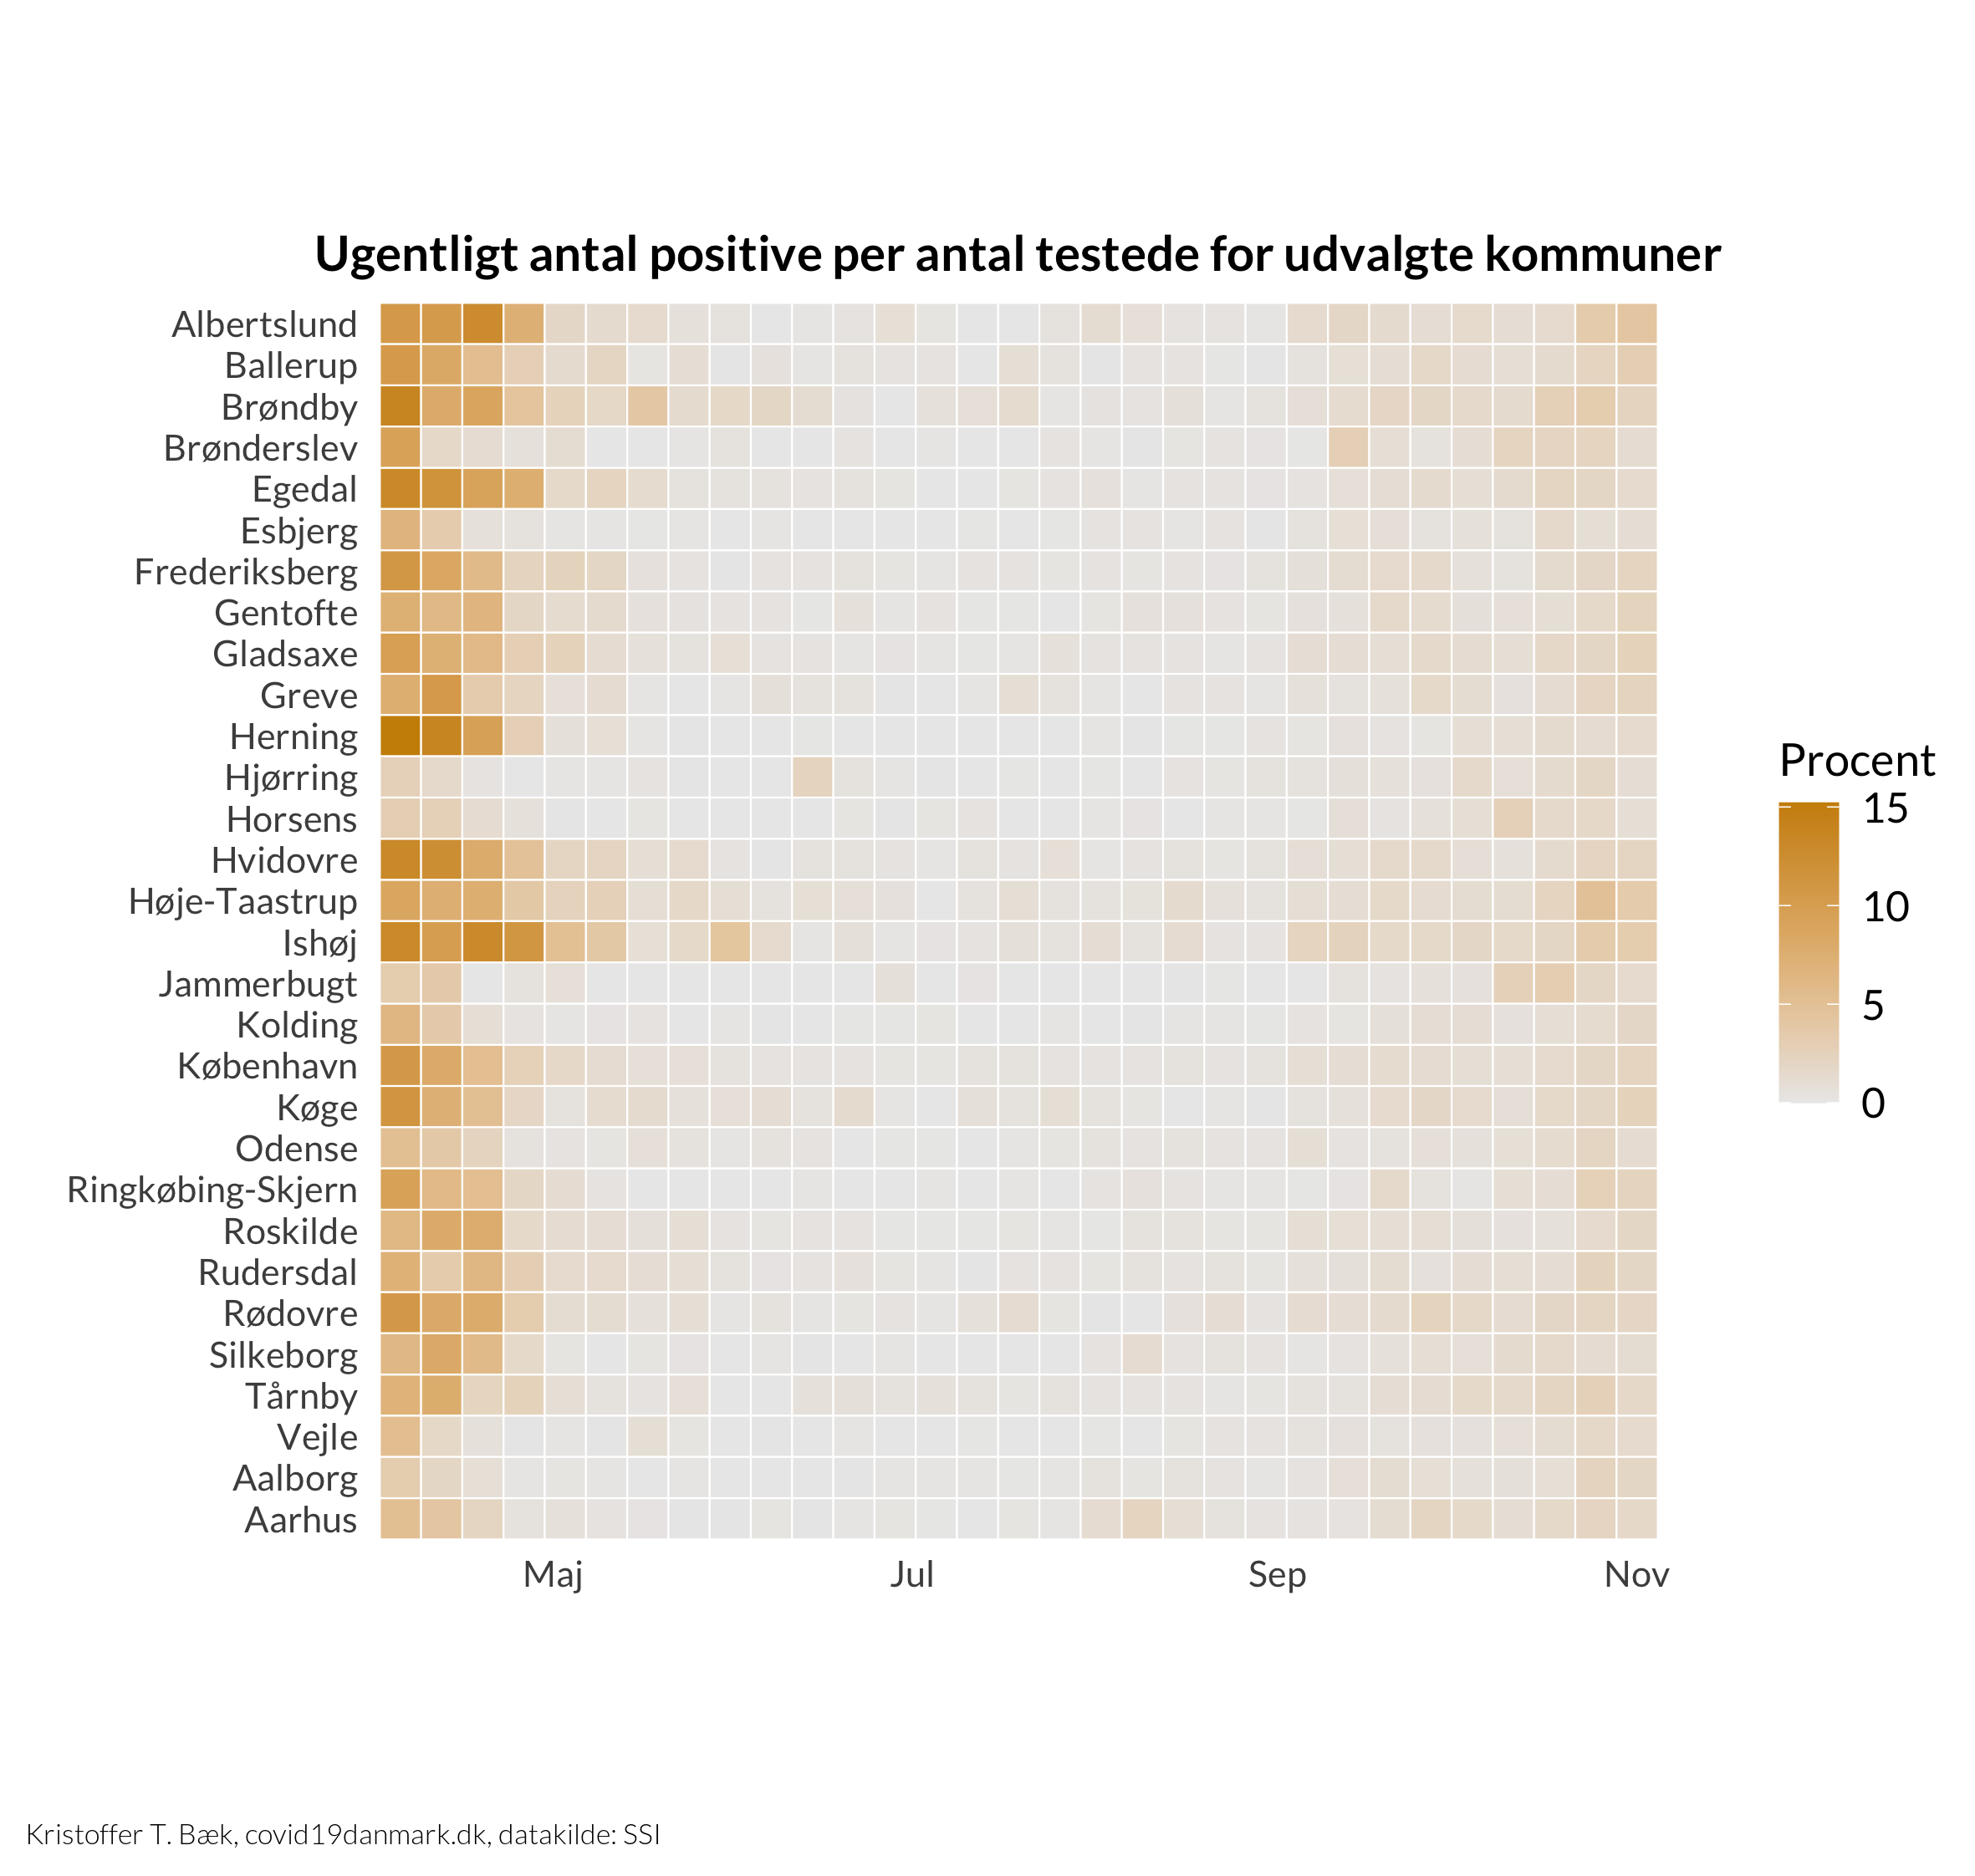 Ugentligt antal positive per antal testede for udvalgte kommuner
Albertslund
Ballerup
Brøndby
Brønderslev
Egedal
Esbjerg
Frederiksberg
Gentofte
Gladsaxe
Greve
Herning
Hjørring
Horsens
Hvidovre
Høje-Taastrup
Ishøj
Jammerbugt
Kolding
København
Køge
Odense
Ringkøbing-Skjern
Roskilde
Rudersdal
Rødovre
Silkeborg
Tårnby
Vejle
Aalborg
Aarhus
Maj Jul Sep Nov
Procent
15
10
5
0
Kristoffer T. Bæk, covid19danmark.dk, datakilde: SSI